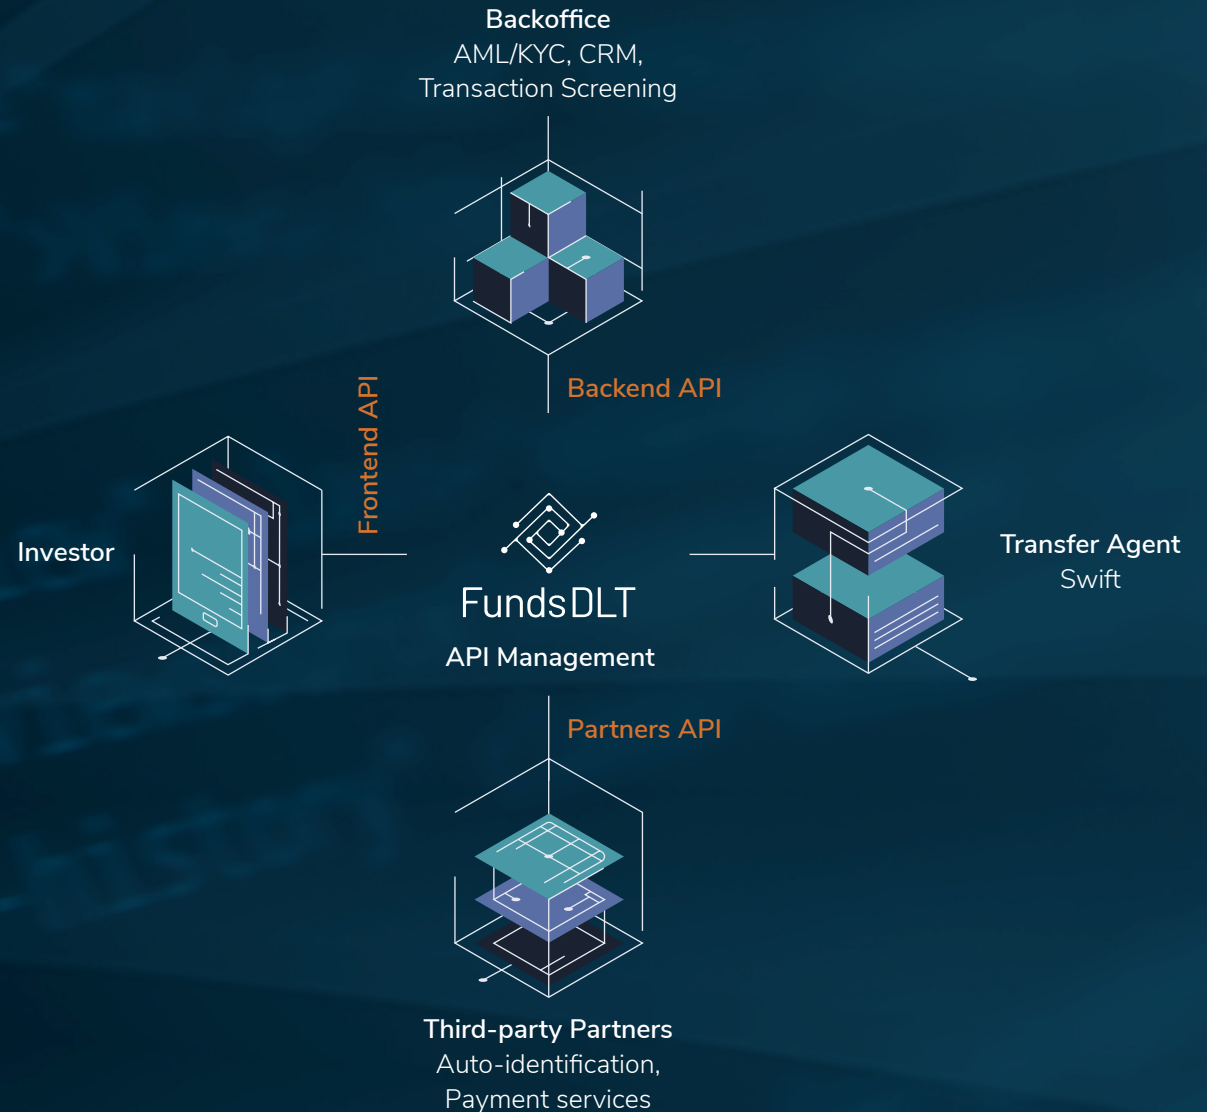 Backoffice
AML/KYC, CRM,
Transaction Screening
Backend API
Frontend API
Investor
FundsDLT
API Management
Transfer Agent
Swift
Partners API
history
Third-party Partners
Auto-identification,
Payment services